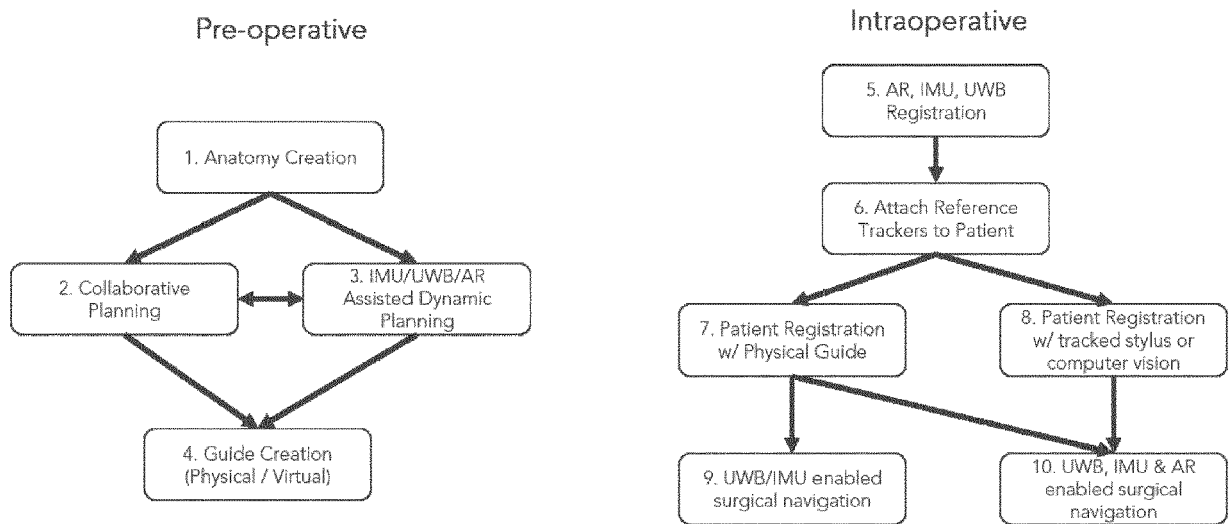 Pre-operative
1. Anatomy Creation
2. Collaborative
Planning
3. IMU/UWB/AR
Assisted Dynamic
Planning
4. Guide Creation
(Physical / Virtual)
Intraoperative
5. AR, IMU, UWB
Registration
6. Attach Reference
Trackers to Patient
7. Patient Registration
w/ Physical Guide
8. Patient Registration
w/ tracked stylus or
computer vision
9. UWB/IMU enabled
surgical navigation
10. UWB, IMU & AR
enabled surgical
navigation